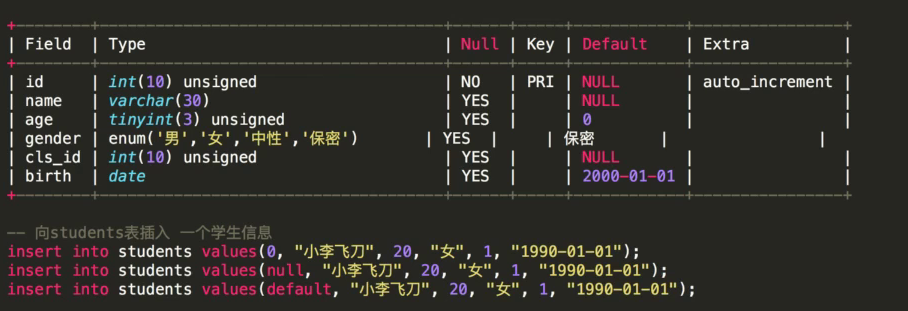 +---------+-------------------------------------+------+-----+------------+----------------+
| Field   | Type                                | Null | Key | Default    | Extra          |
+---------+-------------------------------------+------+-----+------------+----------------+
| id      | int(10) unsigned                    | NO   | PRI | NULL       | auto_increment |
| name    | varchar(30)                         | YES  |     | NULL       |                |
| age     | tinyint(3) unsigned                 | YES  |     | 0          |                |
| gender  | enum('男','女','中性','保密')       | YES  |     | 保密       |                |
| cls_id  | int(10) unsigned                    | YES  |     | NULL       |                |
| birth   | date                                | YES  |     | 2000-01-01 |                |
+---------+-------------------------------------+------+-----+------------+----------------+
-- 向students表插入 一个学生信息
insert into students values(0, "小李飞刀", 20, "女", 1, "1990-01-01");
insert into students values(null, "小李飞刀", 20, "女", 1, "1990-01-01");
insert into students values(default, "小李飞刀", 20, "女", 1, "1990-01-01");